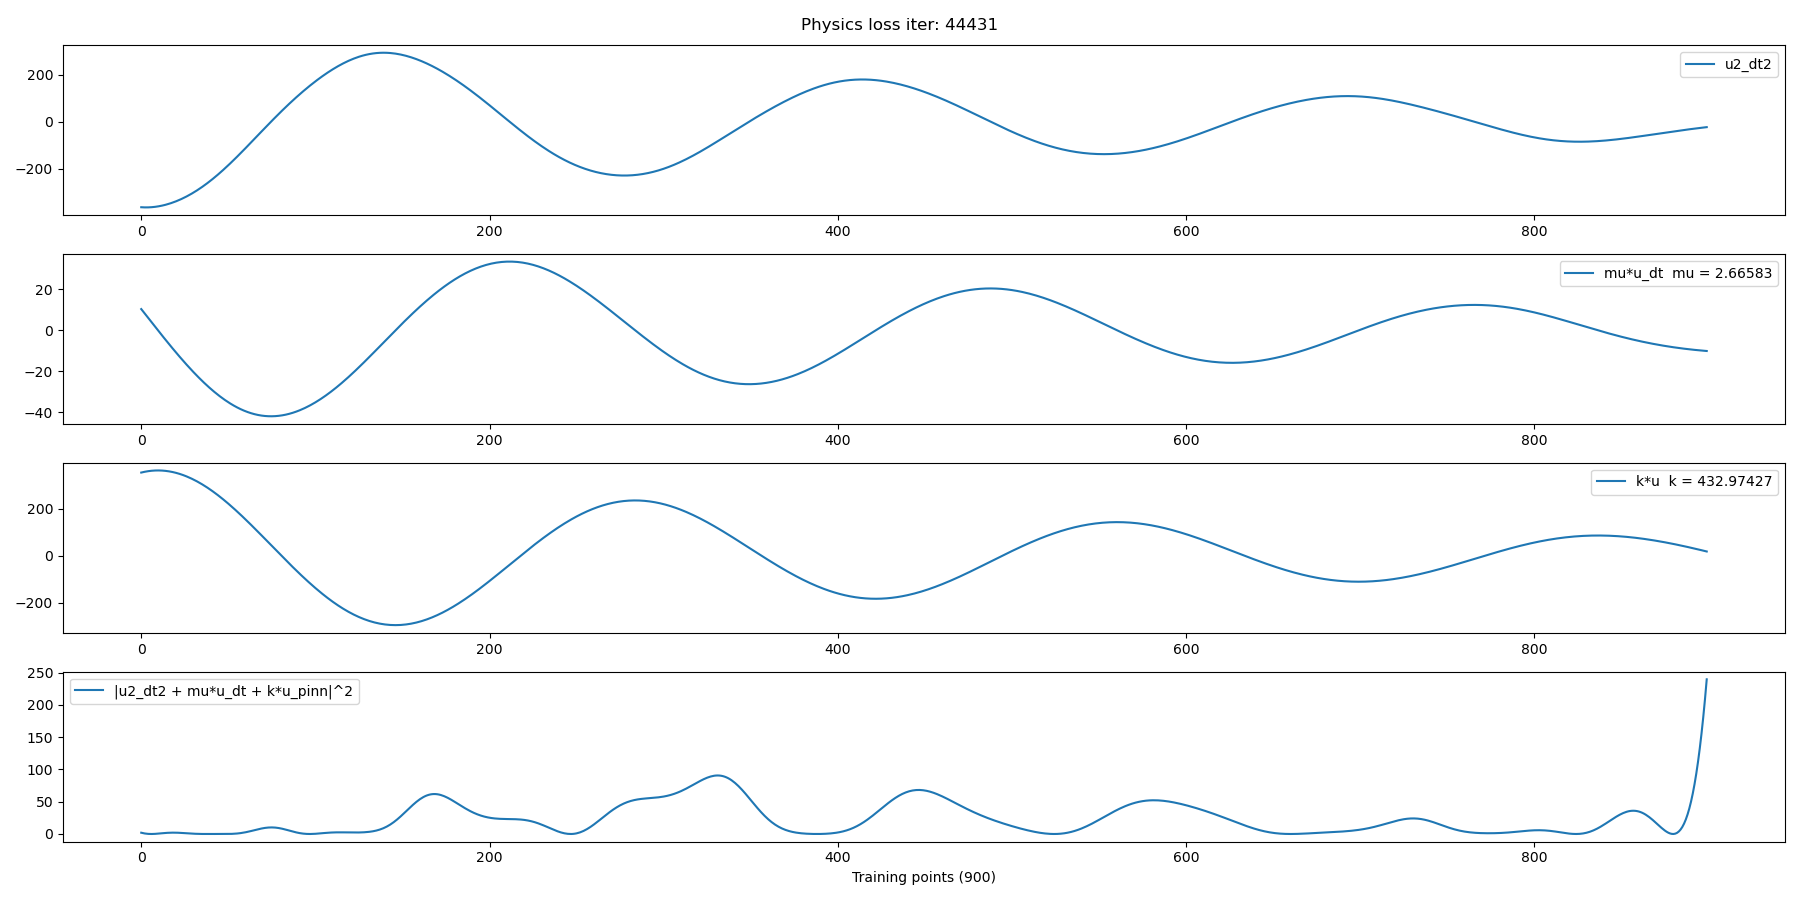 Physics loss iter: 44431
200
0
−200
u2_dt2
0 200 400 600 800
20
0
−20
−40
mu*u_dt  mu = 2.66583
0 200 400 600 800
200
0
−200
k*u  k = 432.97427
0 200 400 600 800
250
200
150
100
50
0
|u2_dt2 + mu*u_dt + k*u_pinn|^2
0 200 400 600 800
Training points (900)